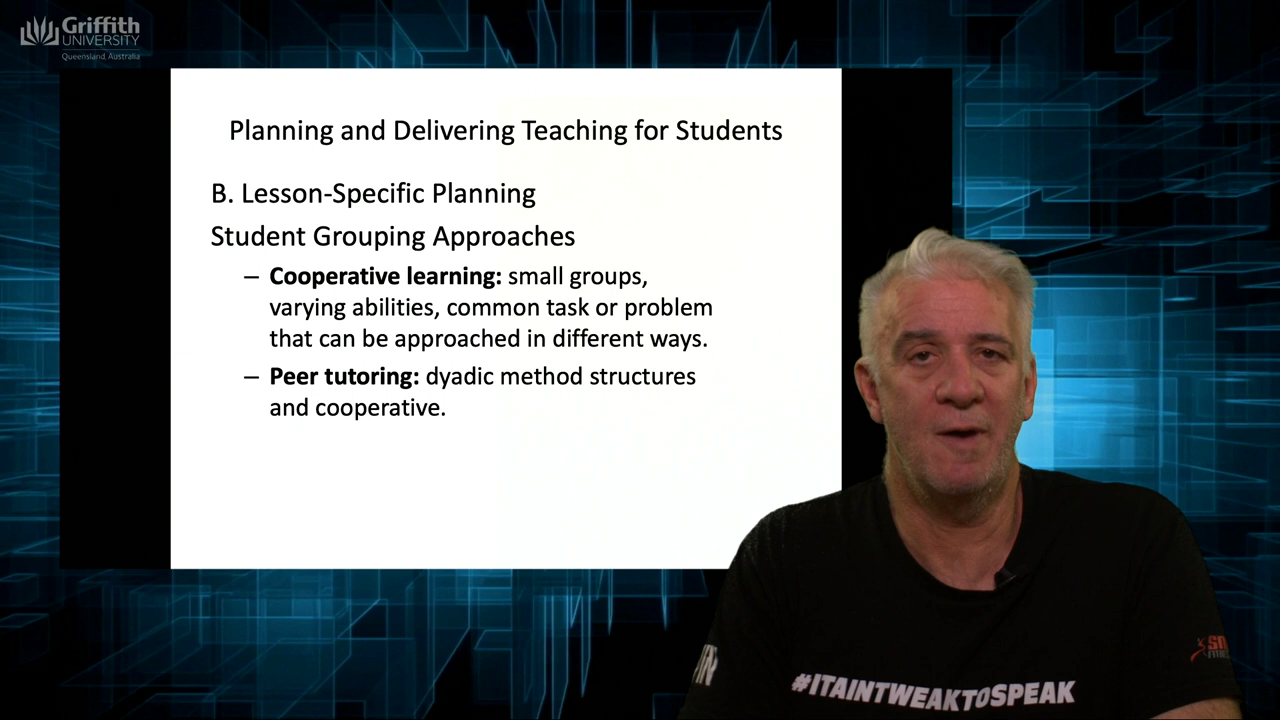 Griffith
UNIVERSITY
Queensland, Australia
Planning and Delivering Teaching for Students
B. Lesson-Specific Planning
Student Grouping Approaches
– Cooperative learning: small groups,
varying abilities, common task or problem
that can be approached in different ways.
– Peer tutoring: dyadic method structures
and cooperative.
#ITAINTWEAKTOSPEAK